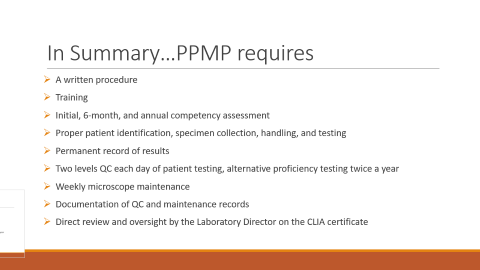 In Summary...PPMP requires
A written procedure
Training
Initial, 6-month, and annual competency assessment
Proper patient identification, specimen collection, handling, and testing
Permanent record of results
Two levels QC each day of patient testing, alternative proficiency testing twice a year
Weekly microscope maintenance
Documentation of QC and maintenance records
Direct review and oversight by the Laboratory Director on the CLIA certificate